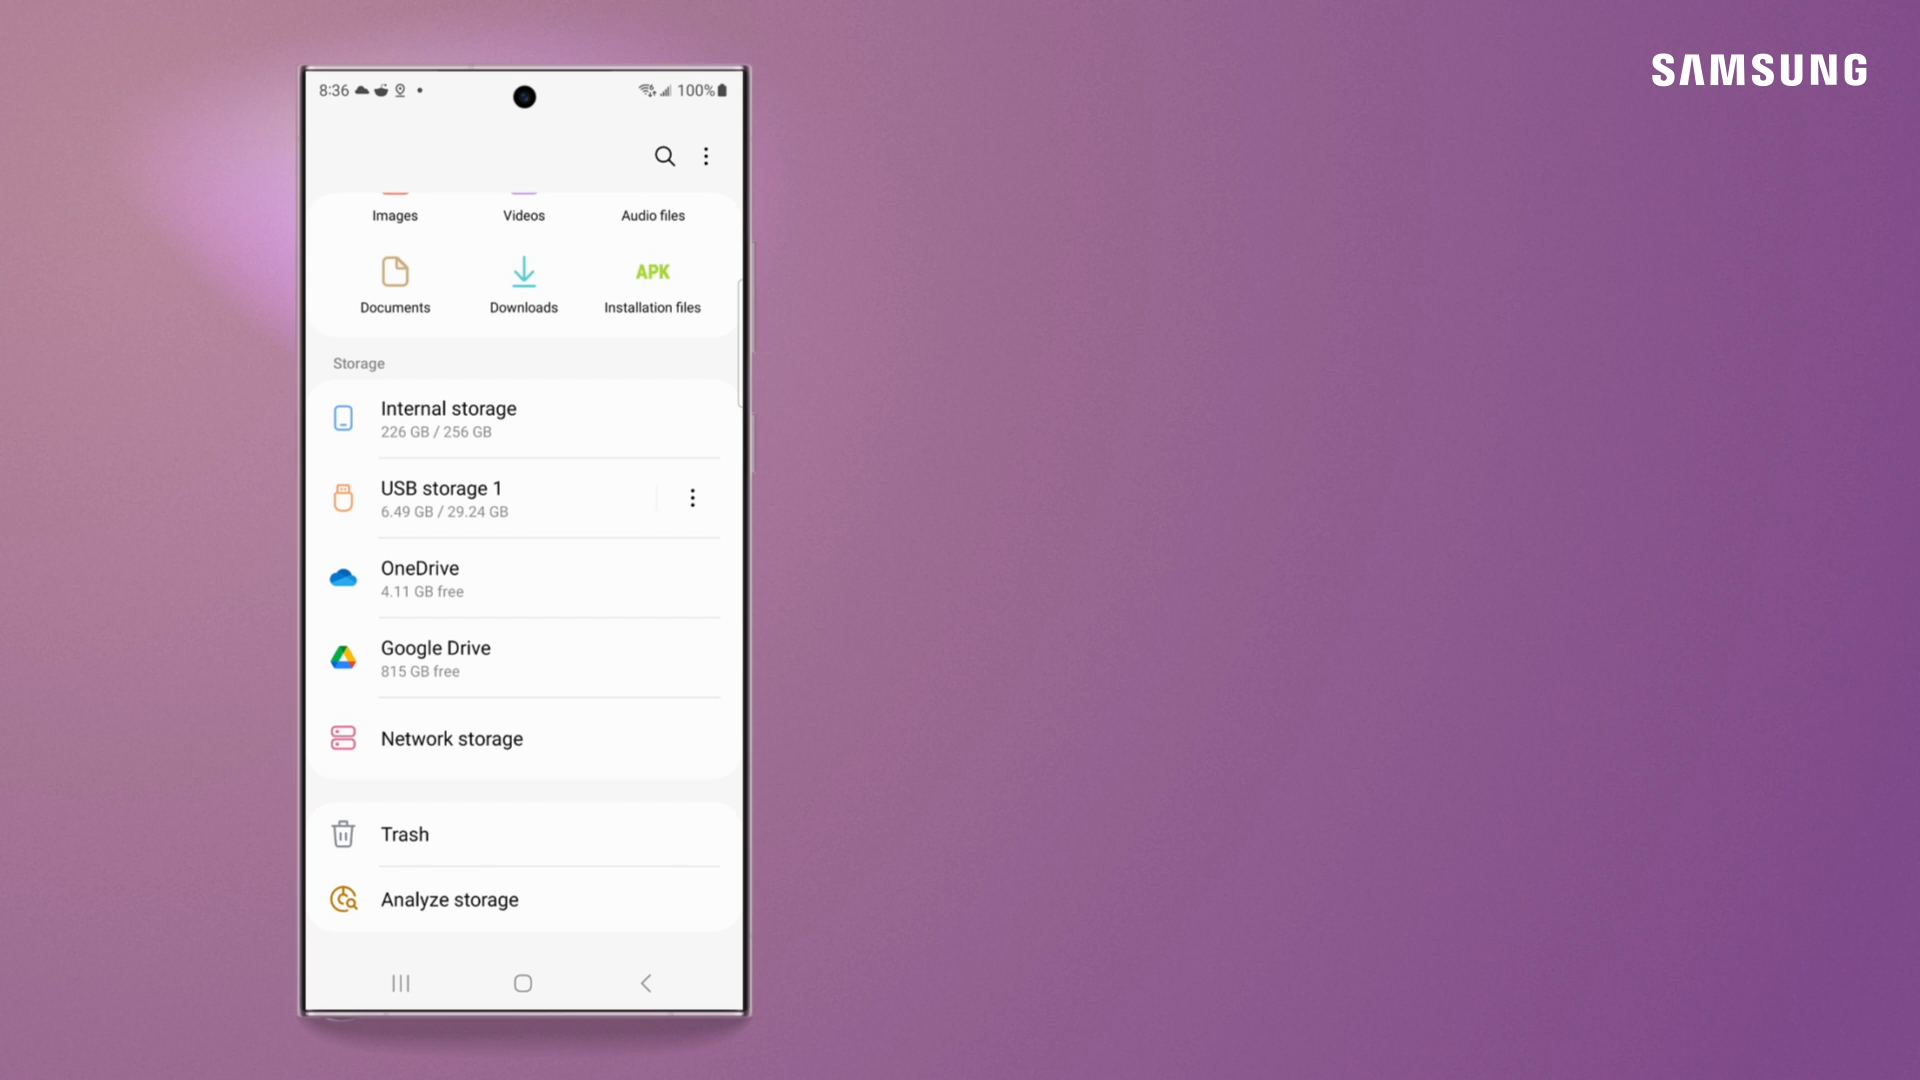 SAMSUNG
8:36
100%
Images
Videos
Audio files
APK
Documents
Downloads
Installation files
Storage
Internal storage
226 GB / 256 GB
USB storage 1
6.49 GB / 29.24 GB
OneDrive
4.11 GB free
Google Drive
815 GB free
Network storage
Trash
Analyze storage